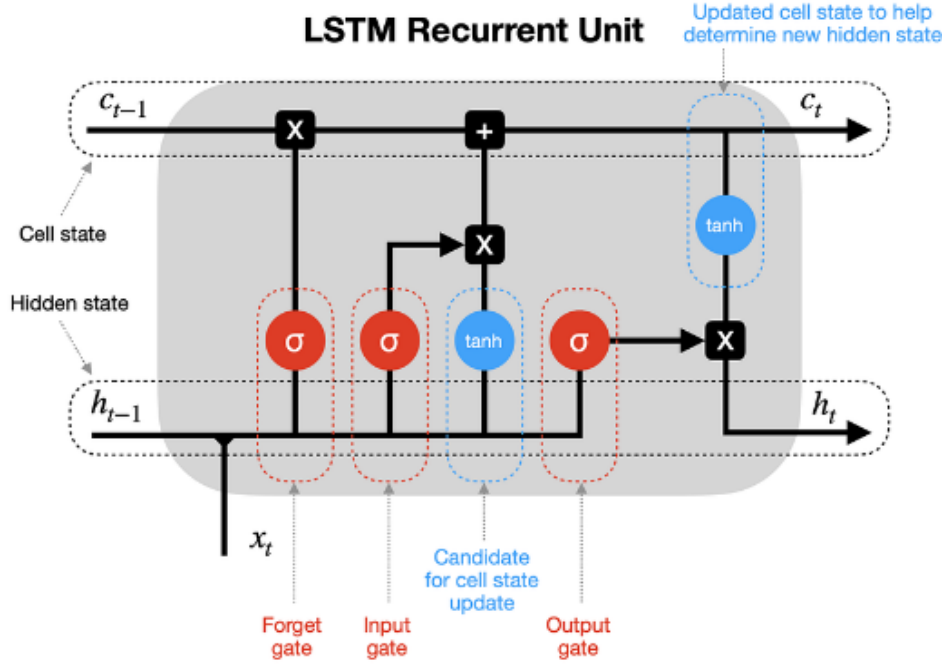 LSTM Recurrent Unit
Updated cell state to help
determine new hidden state
c_{t-1}
c_t
X
+
Cell state
tanh
X
Hidden state
σ
σ
tanh
σ
X
h_{t-1}
h_t
x_t
Candidate
for cell state
update
Forget
gate
Input
gate
Output
gate